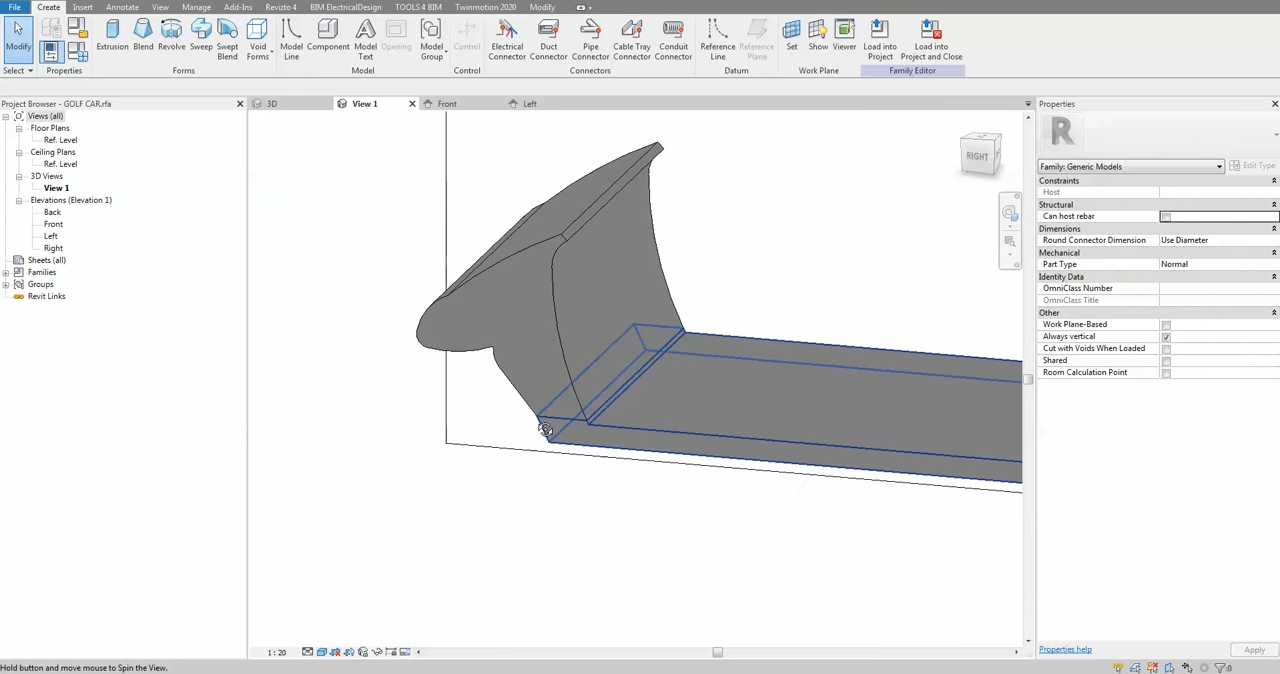 File Create Insert Annotate View Manage Add-Ins Revizto 4 BIM ElectricalDesign TOOLS 4 BIM Twinmotion 2020 Modify
Modify Extrusion Blend Revolve Sweep Swept Blend Void Forms Model Line Component Model Text Opening Model Group Control Electrical Connector Duct Connector Pipe Connector Cable Tray Connector Conduit Connector Reference Line Reference Plane Set Show Viewer Load into Project Load into Project and Close
Select Properties Forms Model Control Connectors Datum Work Plane Family Editor
Project Browser - GOLF CAR.rfa
Views (all)
Floor Plans
Ref. Level
Ceiling Plans
Ref. Level
3D Views
View 1
Elevations (Elevation 1)
Back
Front
Left
Right
Sheets (all)
Families
Groups
Revit Links
3D View 1 Front Left
RIGHT
1 : 20
Properties
R
Family: Generic Models Edit Type
Constraints
Host
Structural
Can host rebar
Dimensions
Round Connector Dimension Use Diameter
Mechanical
Part Type Normal
Identity Data
OmniClass Number
OmniClass Title
Other
Work Plane-Based
Always vertical
Cut with Voids When Loaded
Shared
Room Calculation Point
Properties help Apply
Hold button and move mouse to Spin the View.
:0